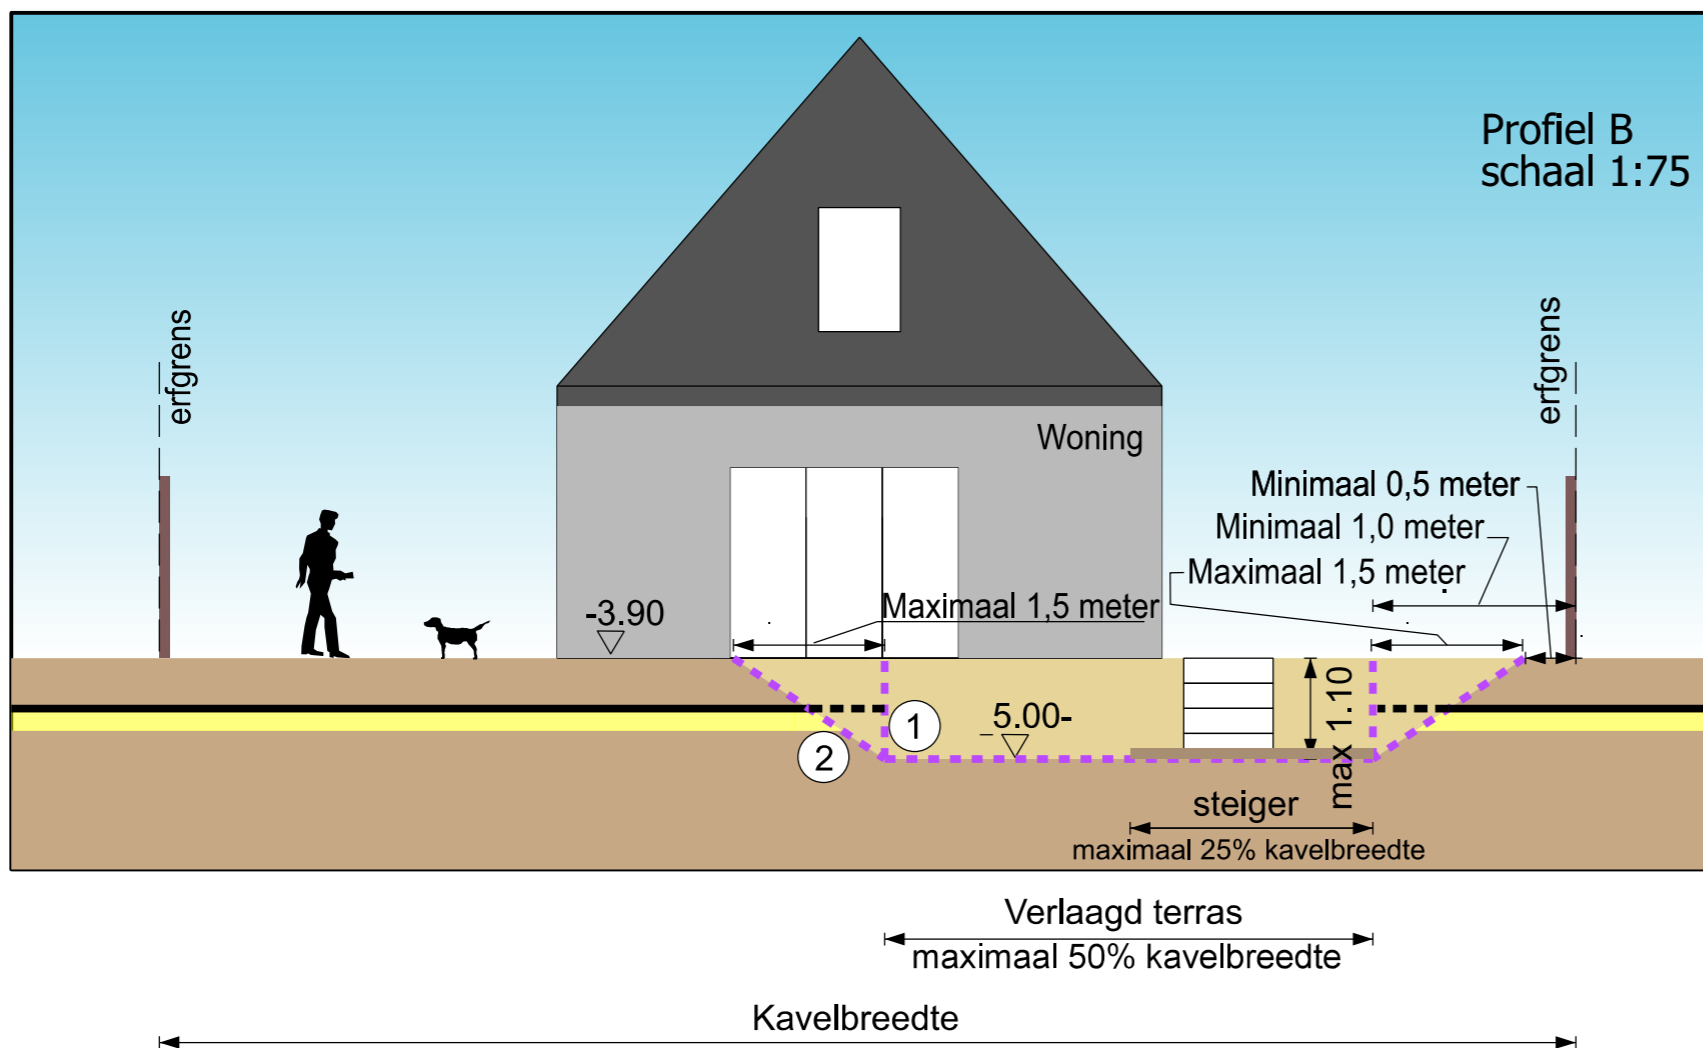 Profiel B
schaal 1:75
erfgrens
erfgrens
Woning
Minimaal 0,5 meter
Minimaal 1,0 meter
Maximaal 1,5 meter
Maximaal 1,5 meter
-3.90
max 1.10
5.00-
1
2
steiger
maximaal 25% kavelbreedte
Verlaagd terras
maximaal 50% kavelbreedte
Kavelbreedte